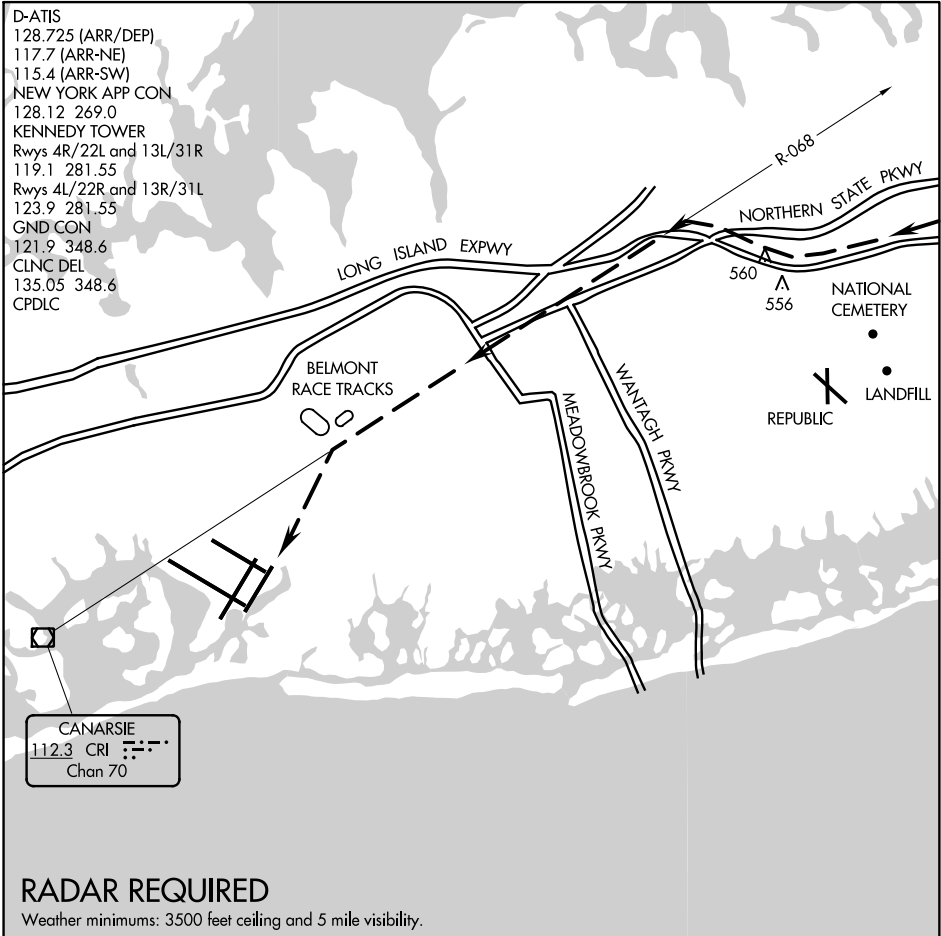 D-ATIS
128.725 (ARR/DEP)
117.7 (ARR-NE)
115.4 (ARR-SW)
NEW YORK APP CON
128.12 269.0
KENNEDY TOWER
Rwys 4R/22L and 13L/31R
119.1 281.55
Rwys 4L/22R and 13R/31L
123.9 281.55
GND CON
121.9 348.6
CLNC DEL
135.05 348.6
CPDLC
R-068
NORTHERN STATE PKWY
LONG ISLAND EXPWY
560
556
NATIONAL
CEMETERY
LANDFILL
REPUBLIC
BELMONT
RACE TRACKS
WANTAGH PKWY
MEADOWBROOK PKWY
CANARSIE
112.3 CRI
Chan 70
RADAR REQUIRED
Weather minimums: 3500 feet ceiling and 5 mile visibility.